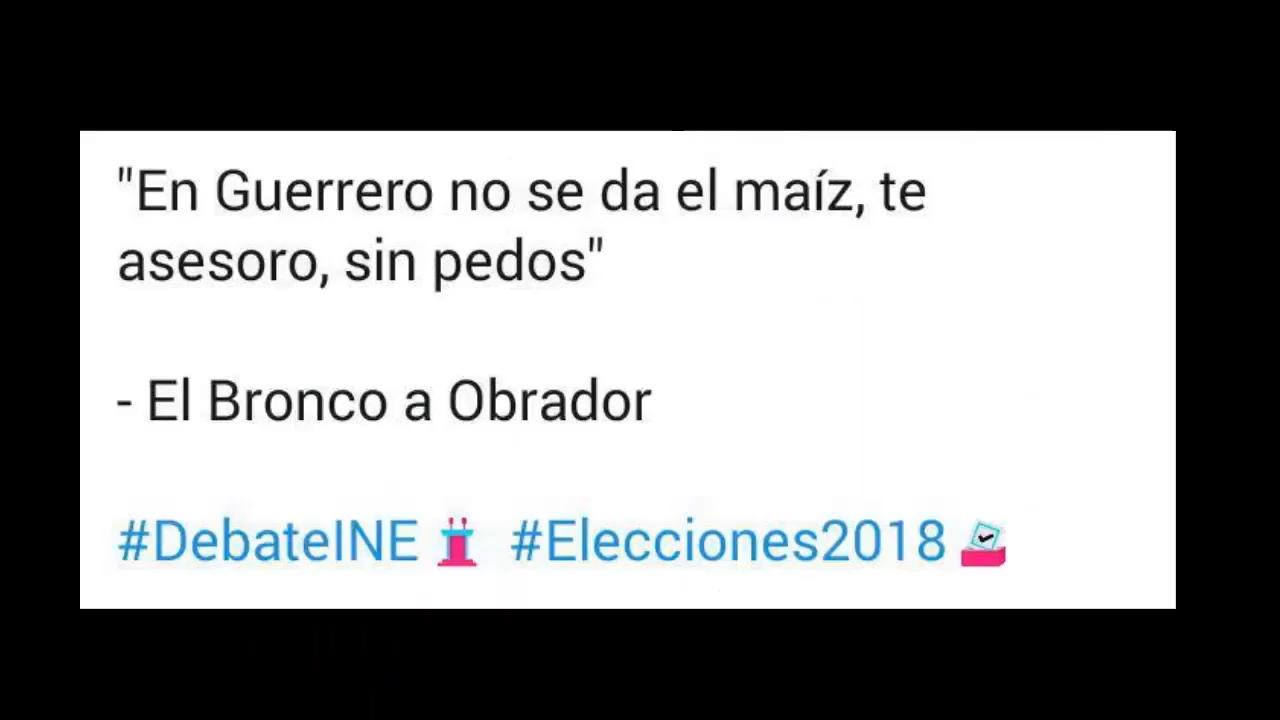 "En Guerrero no se da el maíz, te
asesoro, sin pedos"
- El Bronco a Obrador
#DebateINE #Elecciones2018